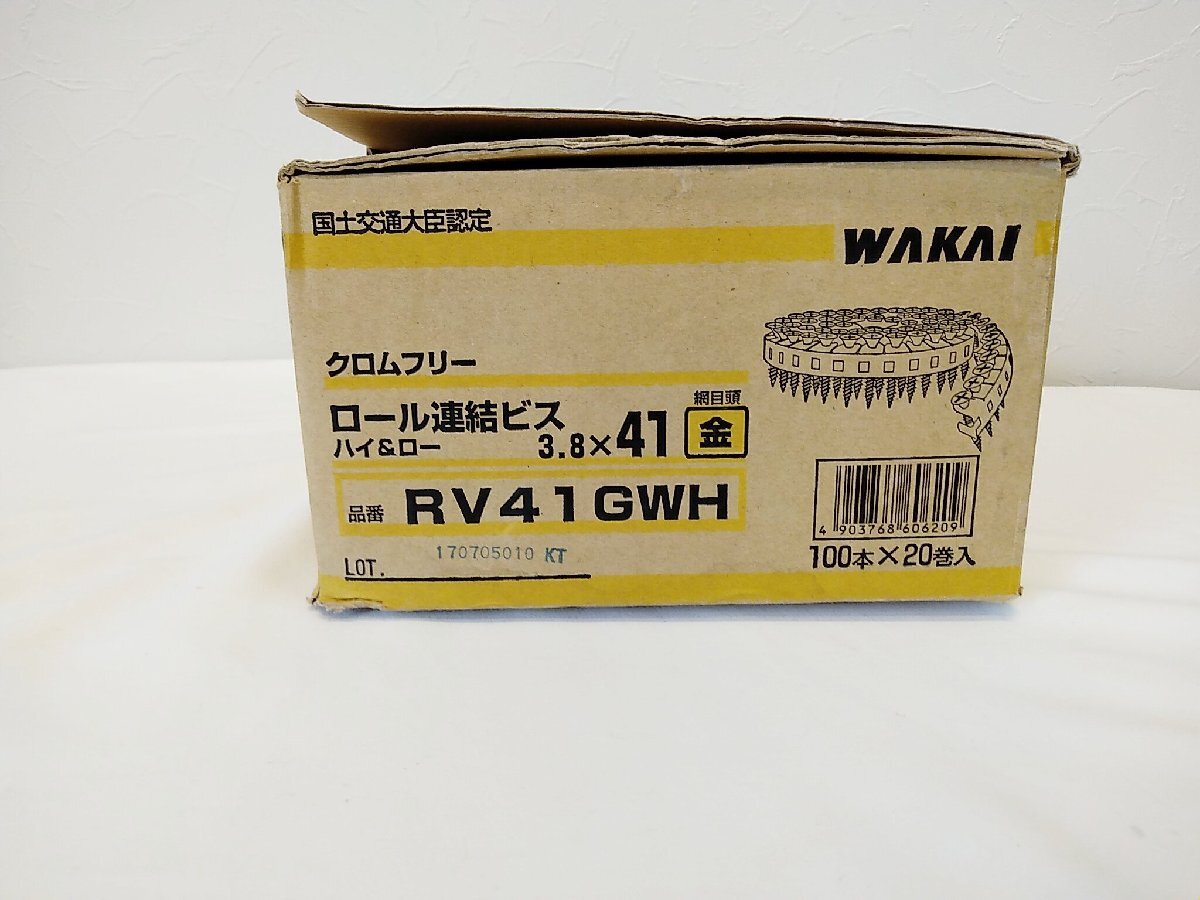 国土交通大臣認定
WAKAI
クロムフリー
ロール連結ビス
ハイ&ロー
3.8×41
網目頭
金
品番 RV41GWH
LOT. 170705010 KT
4 903768 606209
100本×20巻入